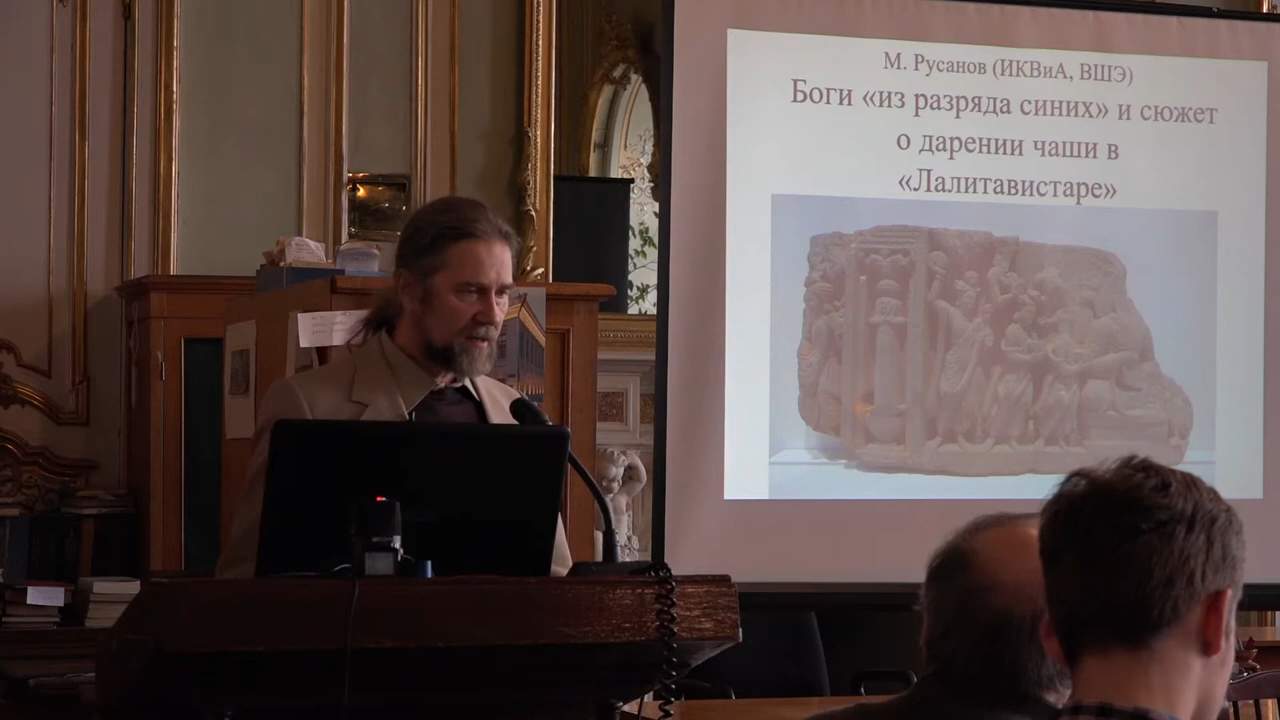 М. Русанов (ИКВиА, ВШЭ)
Боги «из разряда синих» и сюжет
о дарении чаши в
«Лалитавистаре»